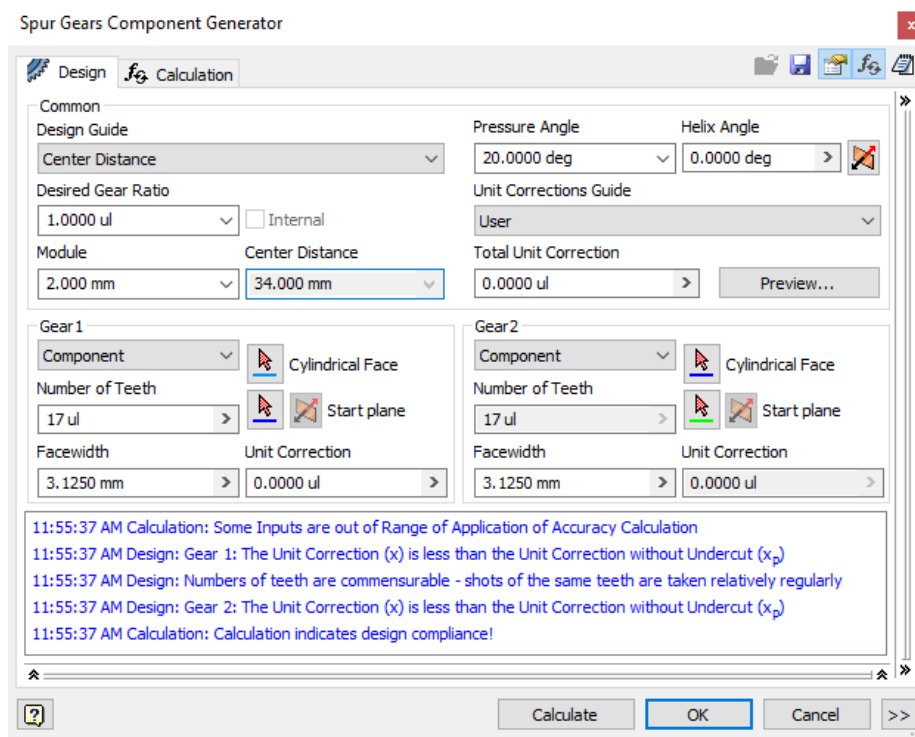 Spur Gears Component Generator
x
Design
Calculation
Common
Design Guide
Pressure Angle
Helix Angle
Center Distance
20.0000 deg
0.0000 deg
>
Desired Gear Ratio
Unit Corrections Guide
1.0000 ul
Internal
User
Module
Center Distance
Total Unit Correction
2.000 mm
34.000 mm
0.0000 ul
>
Preview...
Gear1
Gear2
Component
Cylindrical Face
Component
Cylindrical Face
Number of Teeth
Number of Teeth
17 ul
>
Start plane
17 ul
>
Start plane
Facewidth
Unit Correction
Facewidth
Unit Correction
3.1250 mm
>
0.0000 ul
>
3.1250 mm
>
0.0000 ul
>
11:55:37 AM Calculation: Some Inputs are out of Range of Application of Accuracy Calculation
11:55:37 AM Design: Gear 1: The Unit Correction (x) is less than the Unit Correction without Undercut (xp)
11:55:37 AM Design: Numbers of teeth are commensurable - shots of the same teeth are taken relatively regularly
11:55:37 AM Design: Gear 2: The Unit Correction (x) is less than the Unit Correction without Undercut (xp)
11:55:37 AM Calculation: Calculation indicates design compliance!
?
Calculate
OK
Cancel
>>